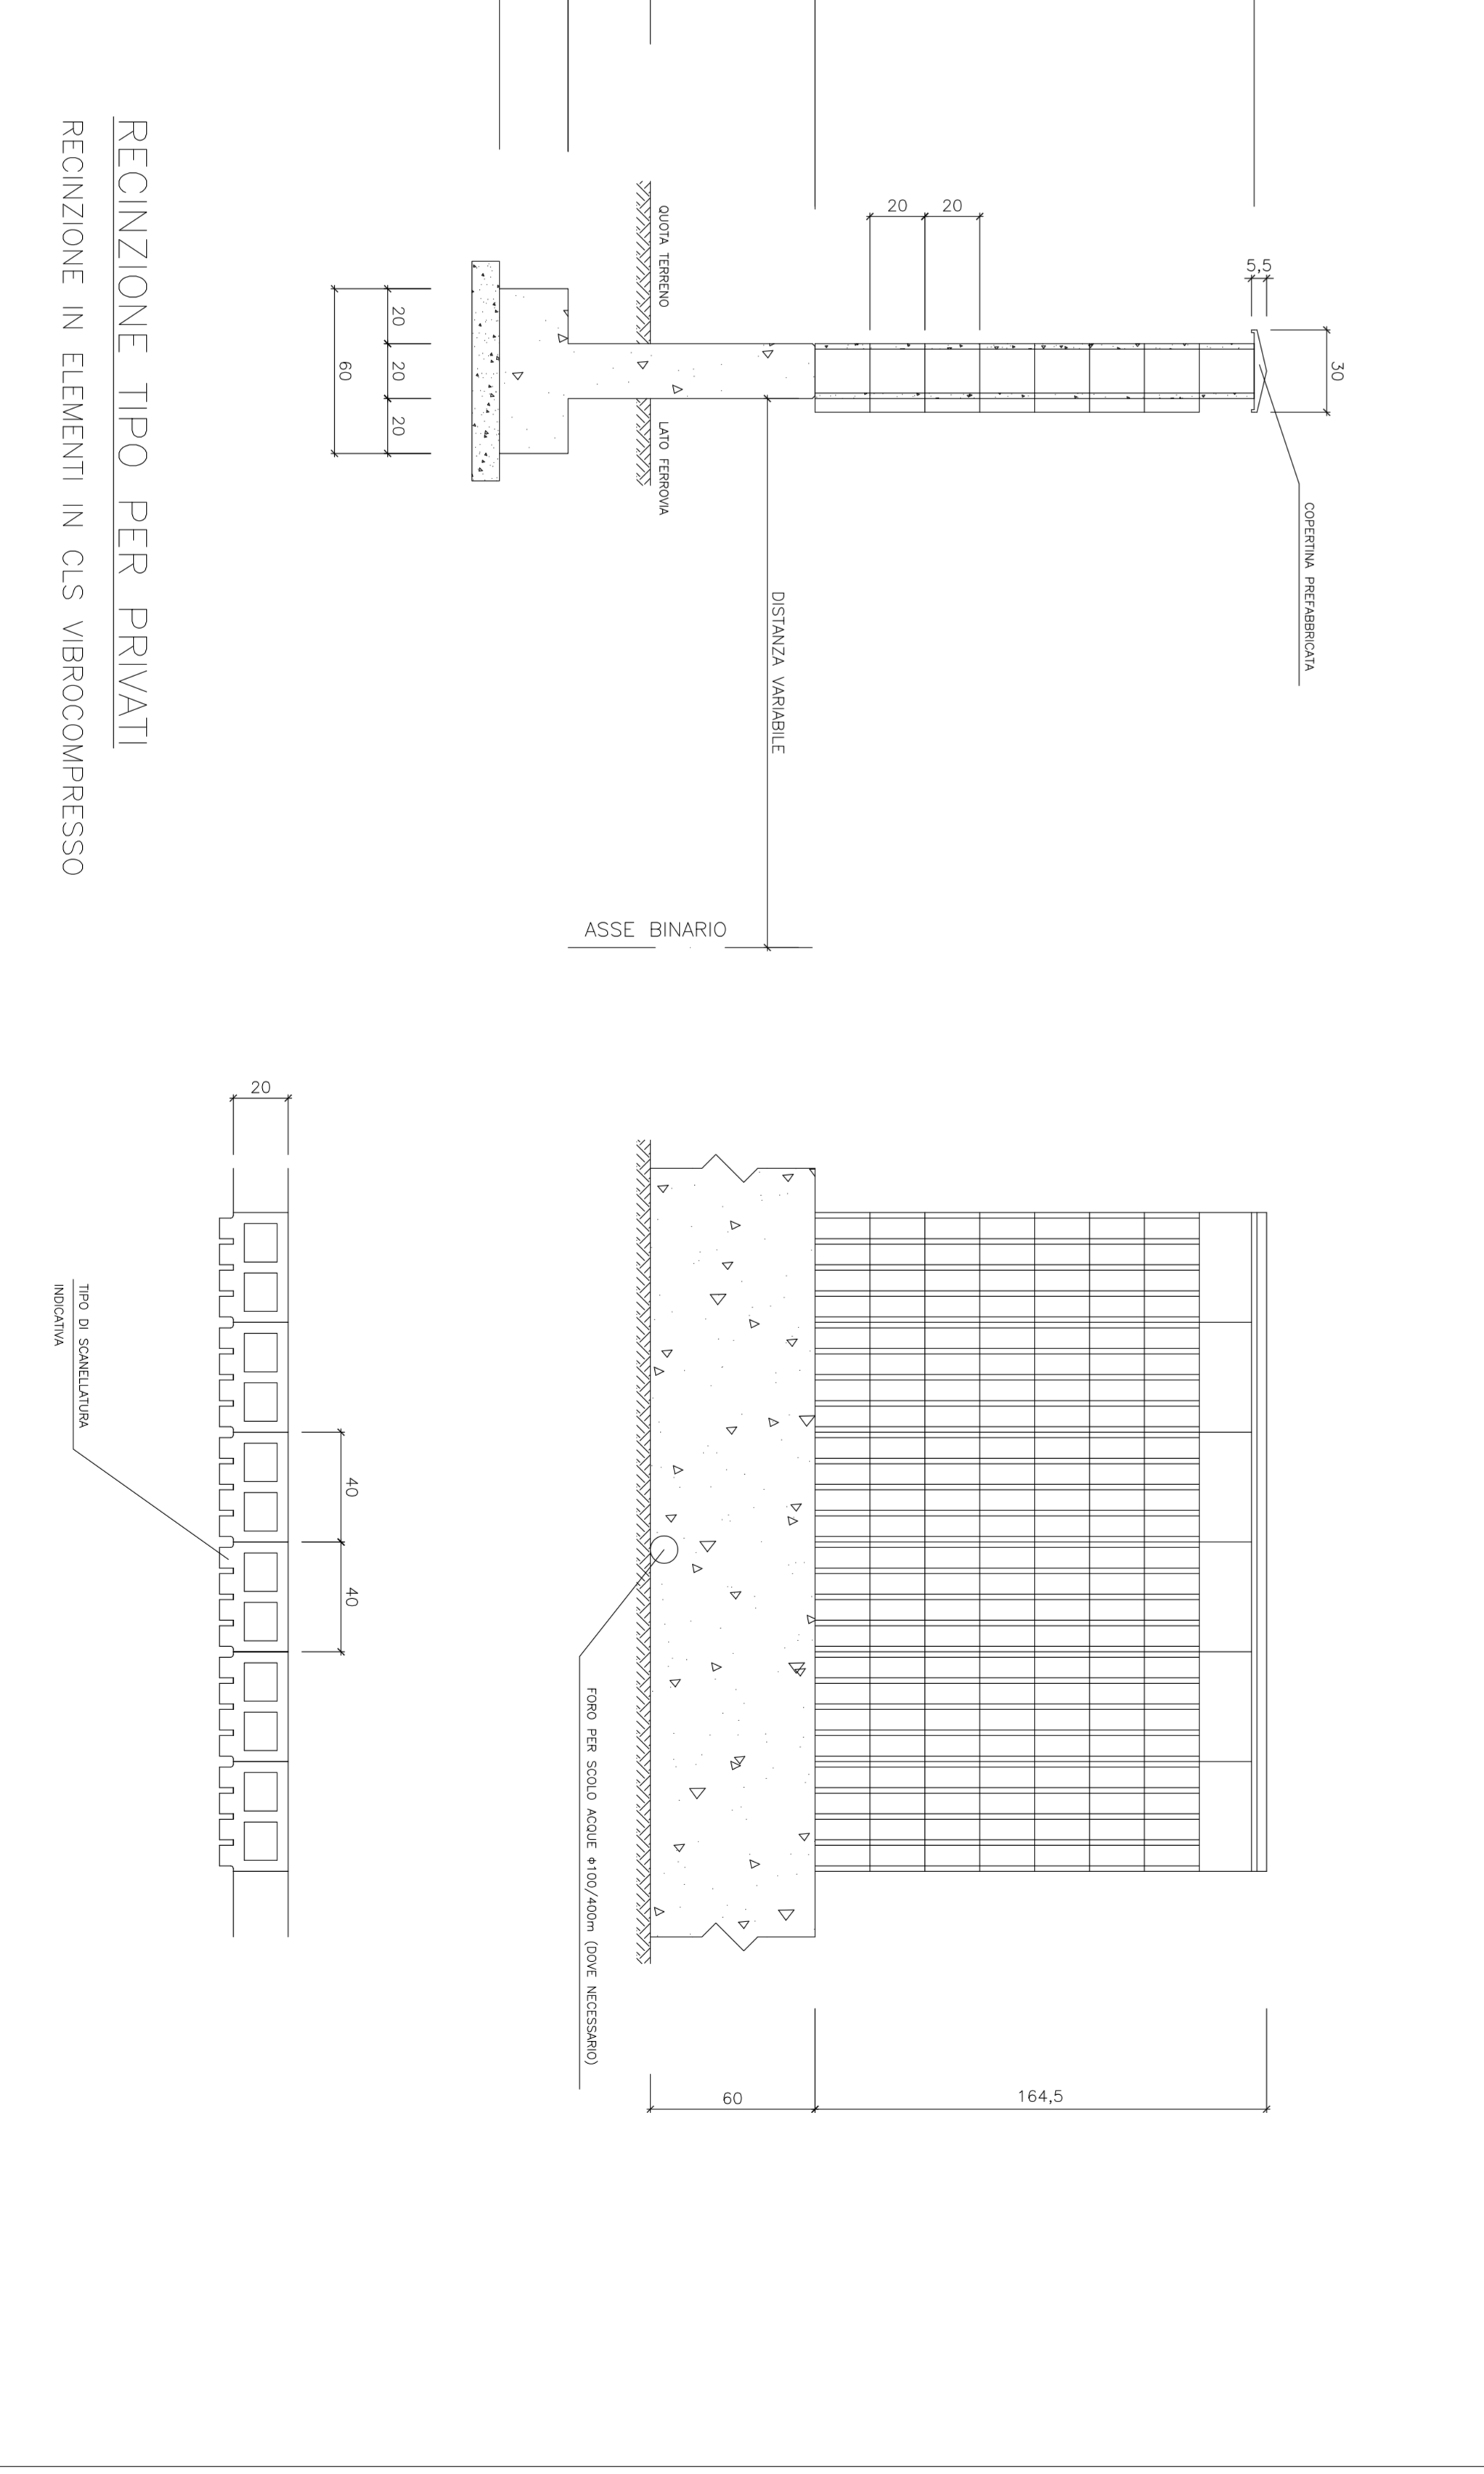 RECINZIONE TIPO PER PRIVATI
RECINZIONE IN ELEMENTI IN CLS VIBROCOMPRESSO
30
5,5
COPERTINA PREFABBRICATA
20
20
DISTANZA VARIABILE
QUOTA TERRENO
LATO FERROVIA
ASSE BINARIO
20
20
20
60
164,5
60
FORO PER SCOLO ACQUE Φ100/400m (DOVE NECESSARIO)
40
40
20
TIPO DI SCANELLATURA
INDICATIVA